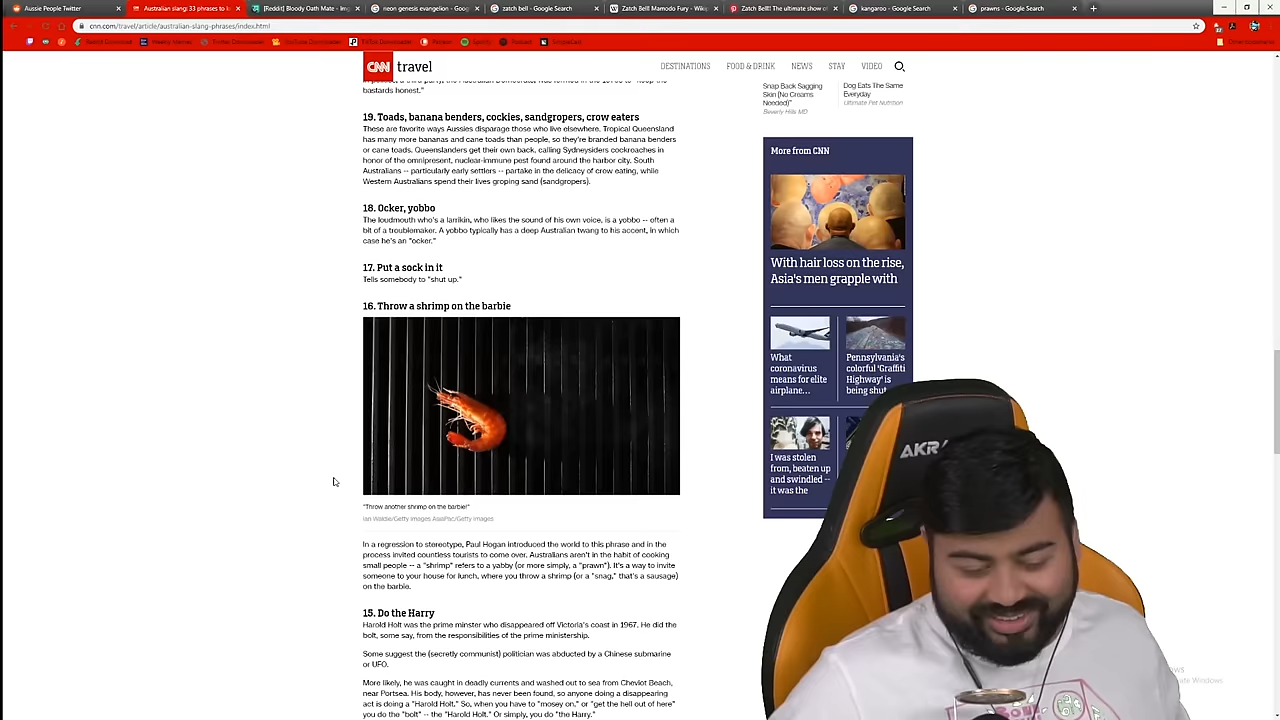 Aussie People Twitter
Australian slang: 33 phrases to l
[Reddit] Bloody Oath Mate - Imp
neon genesis evangelion - Goog
zatch bell - Google Search
Zatch Bell! Mamodo Fury - Wikip
Zatch Bell!: The ultimate show of
kangaroo - Google Search
prawns - Google Search
cnn.com/travel/article/australian-slang-phrases/index.html
CNN travel
DESTINATIONS FOOD & DRINK NEWS STAY VIDEO
bastards honest."
19. Toads, banana benders, cockies, sandgropers, crow eaters
These are favorite ways Aussies disparage those who live elsewhere. Tropical Queensland
has many more bananas and cane toads than people, so they're branded banana benders
or cane toads. Queenslanders get their own back, calling Sydneysiders cockroaches in
honor of the omnipresent, nuclear-immune pest found around the harbor city. South
Australians -- particularly early settlers -- partake in the delicacy of crow eating, while
Western Australians spend their lives groping sand (sandgropers).
18. Ocker, yobbo
The loudmouth who's a larrikin, who likes the sound of his own voice, is a yobbo -- often a
bit of a troublemaker. A yobbo typically has a deep Australian twang to his accent, in which
case he's an "ocker."
17. Put a sock in it
Tells somebody to "shut up."
16. Throw a shrimp on the barbie
"Throw another shrimp on the barbie!"
Ian Waldie/Getty Images AsiaPac/Getty Images
In a regression to stereotype, Paul Hogan introduced the world to this phrase and in the
process invited countless tourists to come over. Australians aren't in the habit of cooking
small people -- a "shrimp" refers to a yabby (or more simply, a "prawn"). It's a way to invite
someone to your house for lunch, where you throw a shrimp (or a "snag," that's a sausage)
on the barbie.
15. Do the Harry
Harold Holt was the prime minster who disappeared off Victoria's coast in 1967. He did the
bolt, some say, from the responsibilities of the prime ministership.
Some suggest the (secretly communist) politician was abducted by a Chinese submarine
or UFO.
More likely, he was caught in deadly currents and washed out to sea from Cheviot Beach,
near Portsea. His body, however, has never been found, so anyone doing a disappearing
act is doing a "Harold Holt." So, when you have to "mosey on," or "get the hell out of here"
you do the "bolt" -- the "Harold Holt." Or simply, you do "the Harry."
Snap Back Sagging
Skin (No Creams
Needed)"
Beverly Hills MD
Dog Eats The Same
Everyday
Ultimate Pet Nutrition
More from CNN
With hair loss on the rise,
Asia's men grapple with
What
coronavirus
means for elite
airplane...
Pennsylvania's
colorful 'Graffiti
Highway' is
being shut
I was stolen
from, beaten up
and swindled --
it was the
AKRA